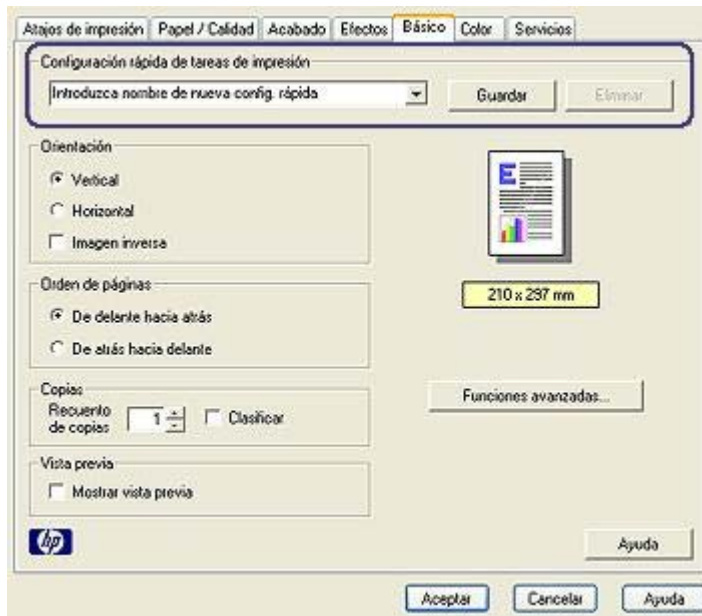 Atajos de impresión Papel / Calidad Acabado Efectos Básico Color Servicios
Configuración rápida de tareas de impresión
Introduzca nombre de nueva config. rápida
Guardar
Eliminar
Orientación
Vertical
Horizontal
Imagen inversa
E
210 x 297 mm
Orden de páginas
De delante hacia atrás
De atrás hacia delante
Funciones avanzadas...
Copias
Recuento
de copias
1
Clasificar
Vista previa
Mostrar vista previa
hp
Ayuda
Aceptar
Cancelar
Ayuda